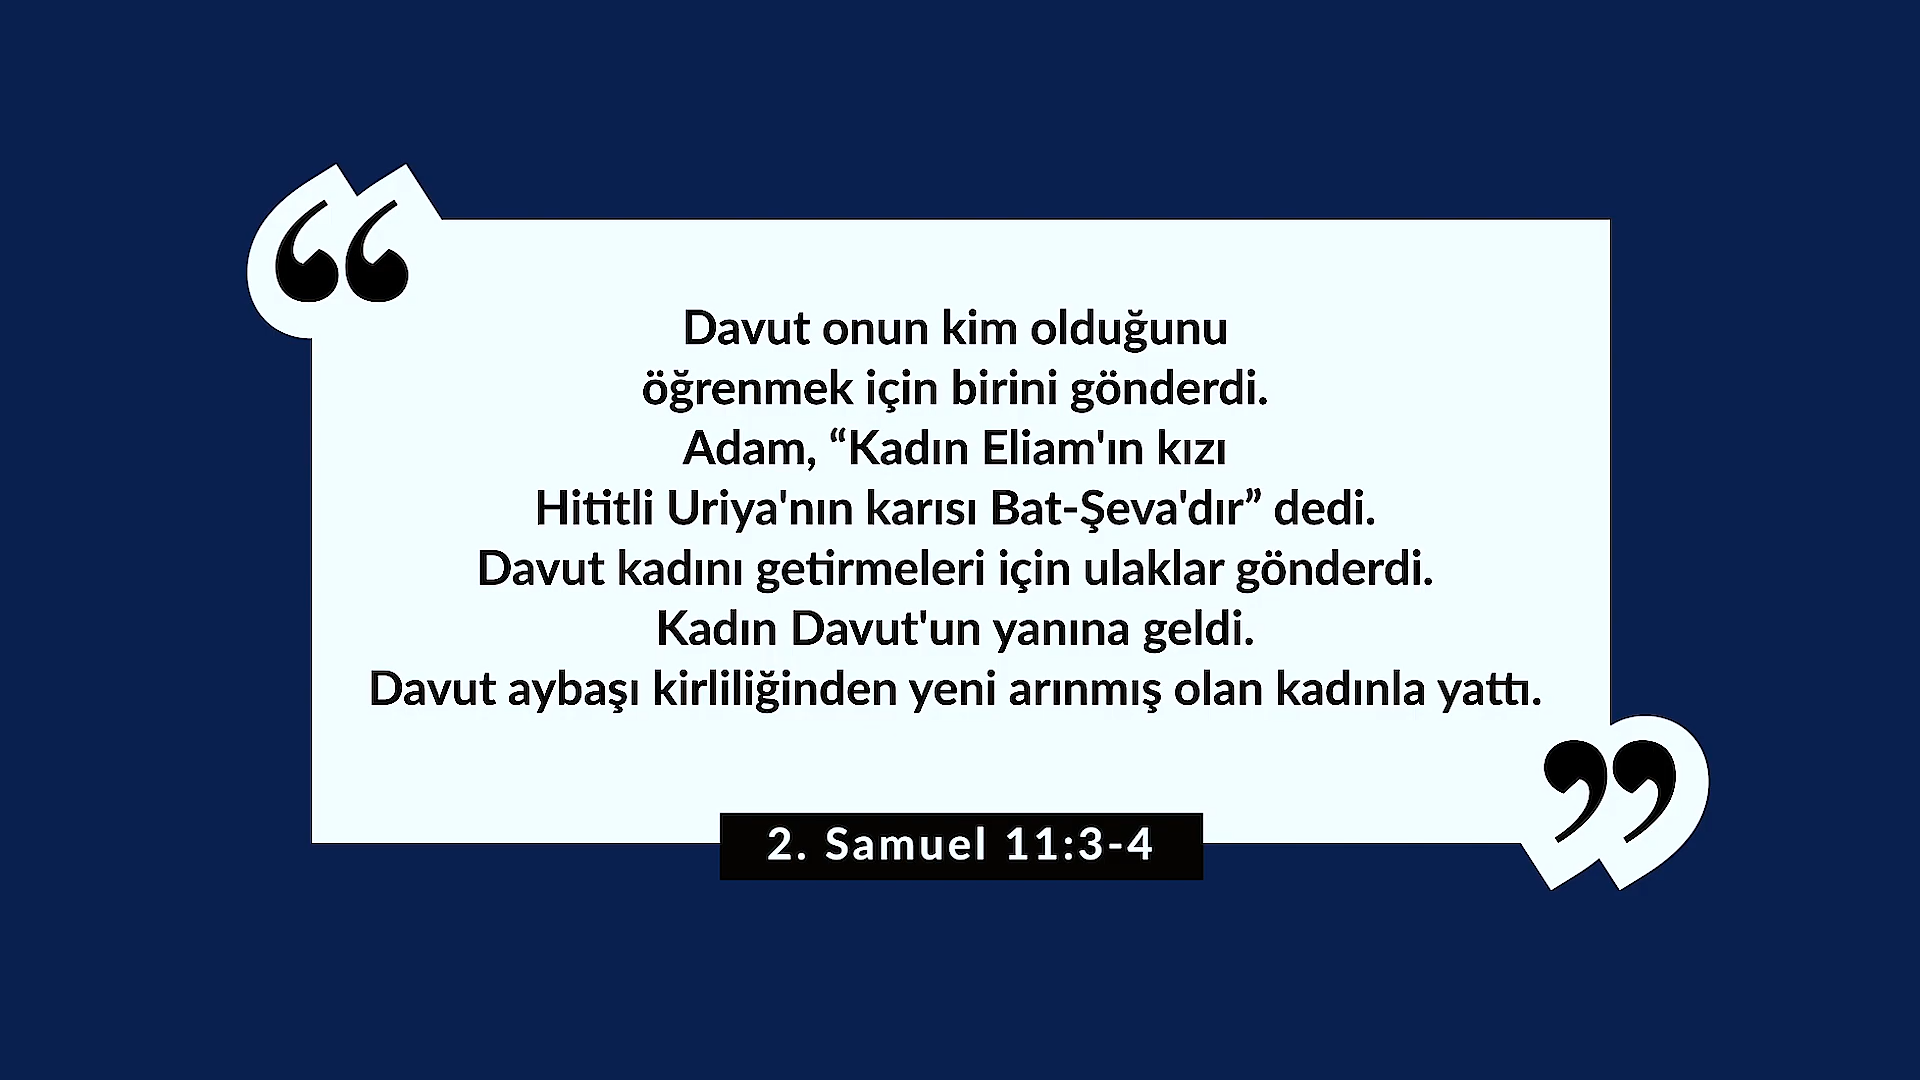 “
Davut onun kim olduğunu
öğrenmek için birini gönderdi.
Adam, “Kadın Eliam'ın kızı
Hititli Uriya'nın karısı Bat-Şeva'dır” dedi.
Davut kadını getirmeleri için ulaklar gönderdi.
Kadın Davut'un yanına geldi.
Davut aybaşı kirliliğinden yeni arınmış olan kadınla yattı.
”
2. Samuel 11:3-4